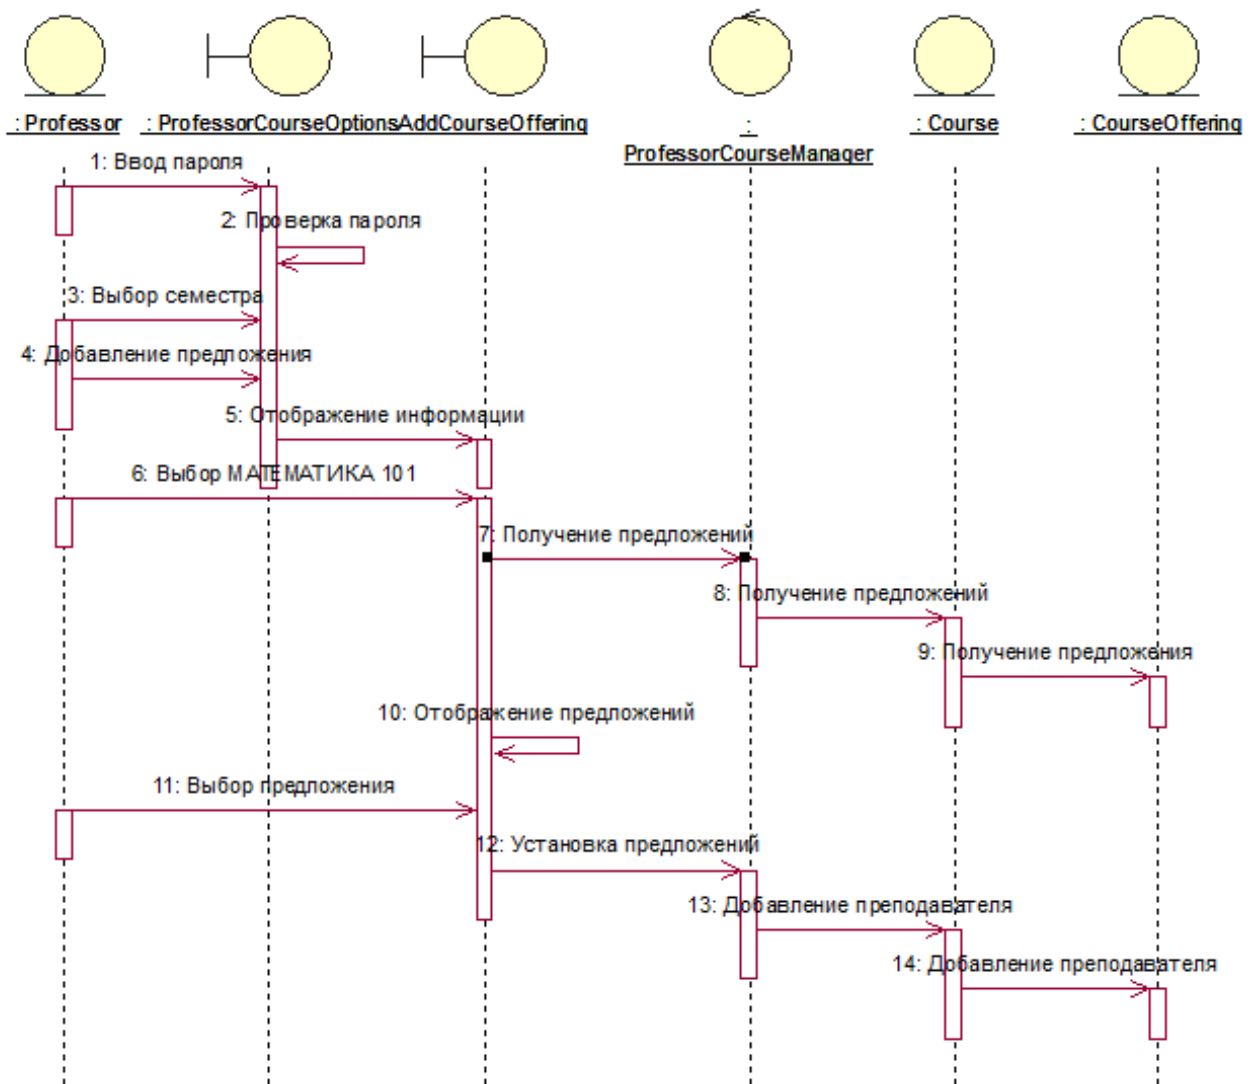 : Professor
: ProfessorCourseOptions
AddCourseOffering
:
ProfessorCourseManager
: Course
: CourseOffering
1: Ввод пароля
2: Проверка пароля
3: Выбор семестра
4: Добавление предложения
5: Отображение информации
6: Выбор МАТЕМАТИКА 101
7: Получение предложений
8: Получение предложений
9: Получение предложения
10: Отображение предложений
11: Выбор предложения
12: Установка предложений
13: Добавление преподавателя
14: Добавление преподавателя